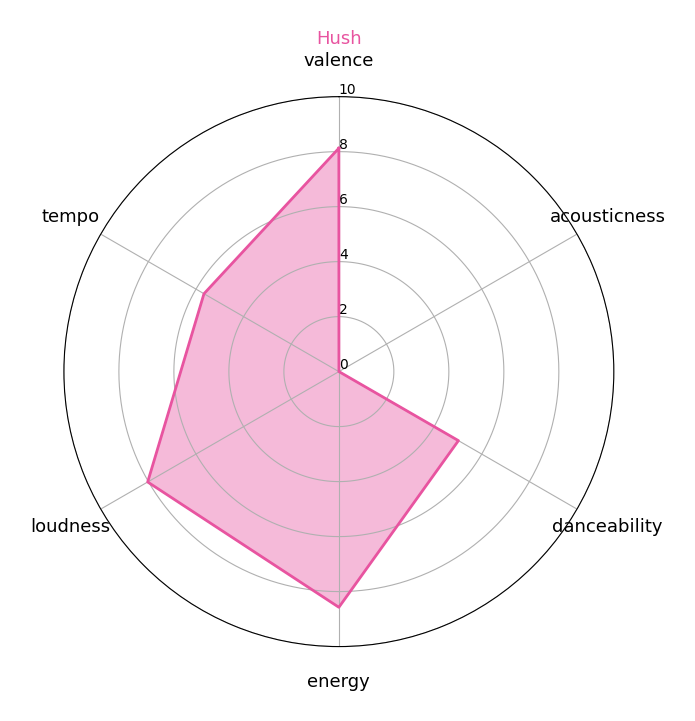 Hush
valence
10
8
tempo
acousticness
6
4
2
0
loudness
danceability
energy